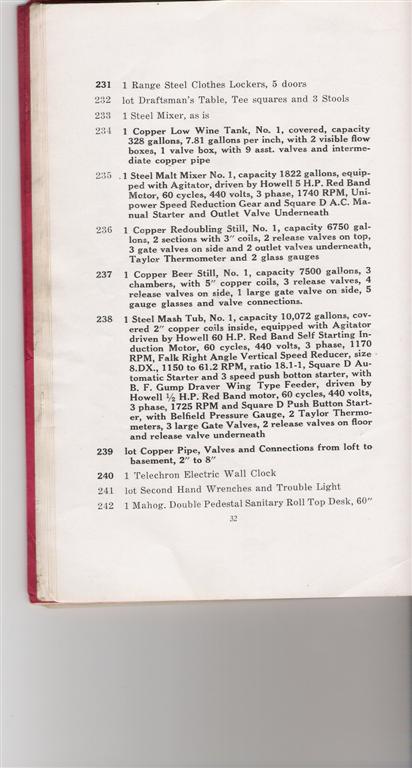 231 1 Range Steel Clothes Lockers, 5 doors
232 lot Draftsman's Table, Tee squares and 3 Stools
233 1 Steel Mixer, as is
234 1 Copper Low Wine Tank, No. 1, covered, capacity
328 gallons, 7.81 gallons per inch, with 2 visible flow
boxes, 1 valve box, with 9 asst. valves and interme-
diate copper pipe
235 1 Steel Malt Mixer No. 1, capacity 1822 gallons, equip-
ped with Agitator, driven by Howell 5 H.P. Red Band
Motor, 60 cycles, 440 volts, 3 phase, 1740 RPM, Uni-
power Speed Reduction Gear and Square D A.C. Ma-
nual Starter and Outlet Valve Underneath
236 1 Copper Redoubling Still, No. 1, capacity 6750 gal-
lons, 2 sections with 3" coils, 2 release valves on top,
3 gate valves on side and 2 outlet valves underneath,
Taylor Thermometer and 2 glass gauges
237 1 Copper Beer Still, No. 1, capacity 7500 gallons, 3
chambers, with 5" copper coils, 3 release valves, 4
release valves on side, 1 large gate valve on side, 5
gauge glasses and valve connections.
238 1 Steel Mash Tub, No. 1, capacity 10,072 gallons, cov-
ered 2" copper coils inside, equipped with Agitator
driven by Howell 60 H.P. Red Band Self Starting In-
duction Motor, 60 cycles, 440 volts, 3 phase, 1170
RPM, Falk Right Angle Vertical Speed Reducer, size
8.DX., 1150 to 61.2 RPM, ratio 18.1-1, Square D Au-
tomatic Starter and 3 speed push botton starter, with
B. F. Gump Draver Wing Type Feeder, driven by
Howell ½ H.P. Red Band motor, 60 cycles, 440 volts,
3 phase, 1725 RPM and Square D Push Button Start-
er, with Belfield Pressure Gauge, 2 Taylor Thermo-
meters, 3 large Gate Valves, 2 release valves on floor
and release valve underneath
239 lot Copper Pipe, Valves and Connections from loft to
basement, 2" to 8"
240 1 Telechron Electric Wall Clock
241 lot Second Hand Wrenches and Trouble Light
242 1 Mahog. Double Pedestal Sanitary Roll Top Desk, 60"
32